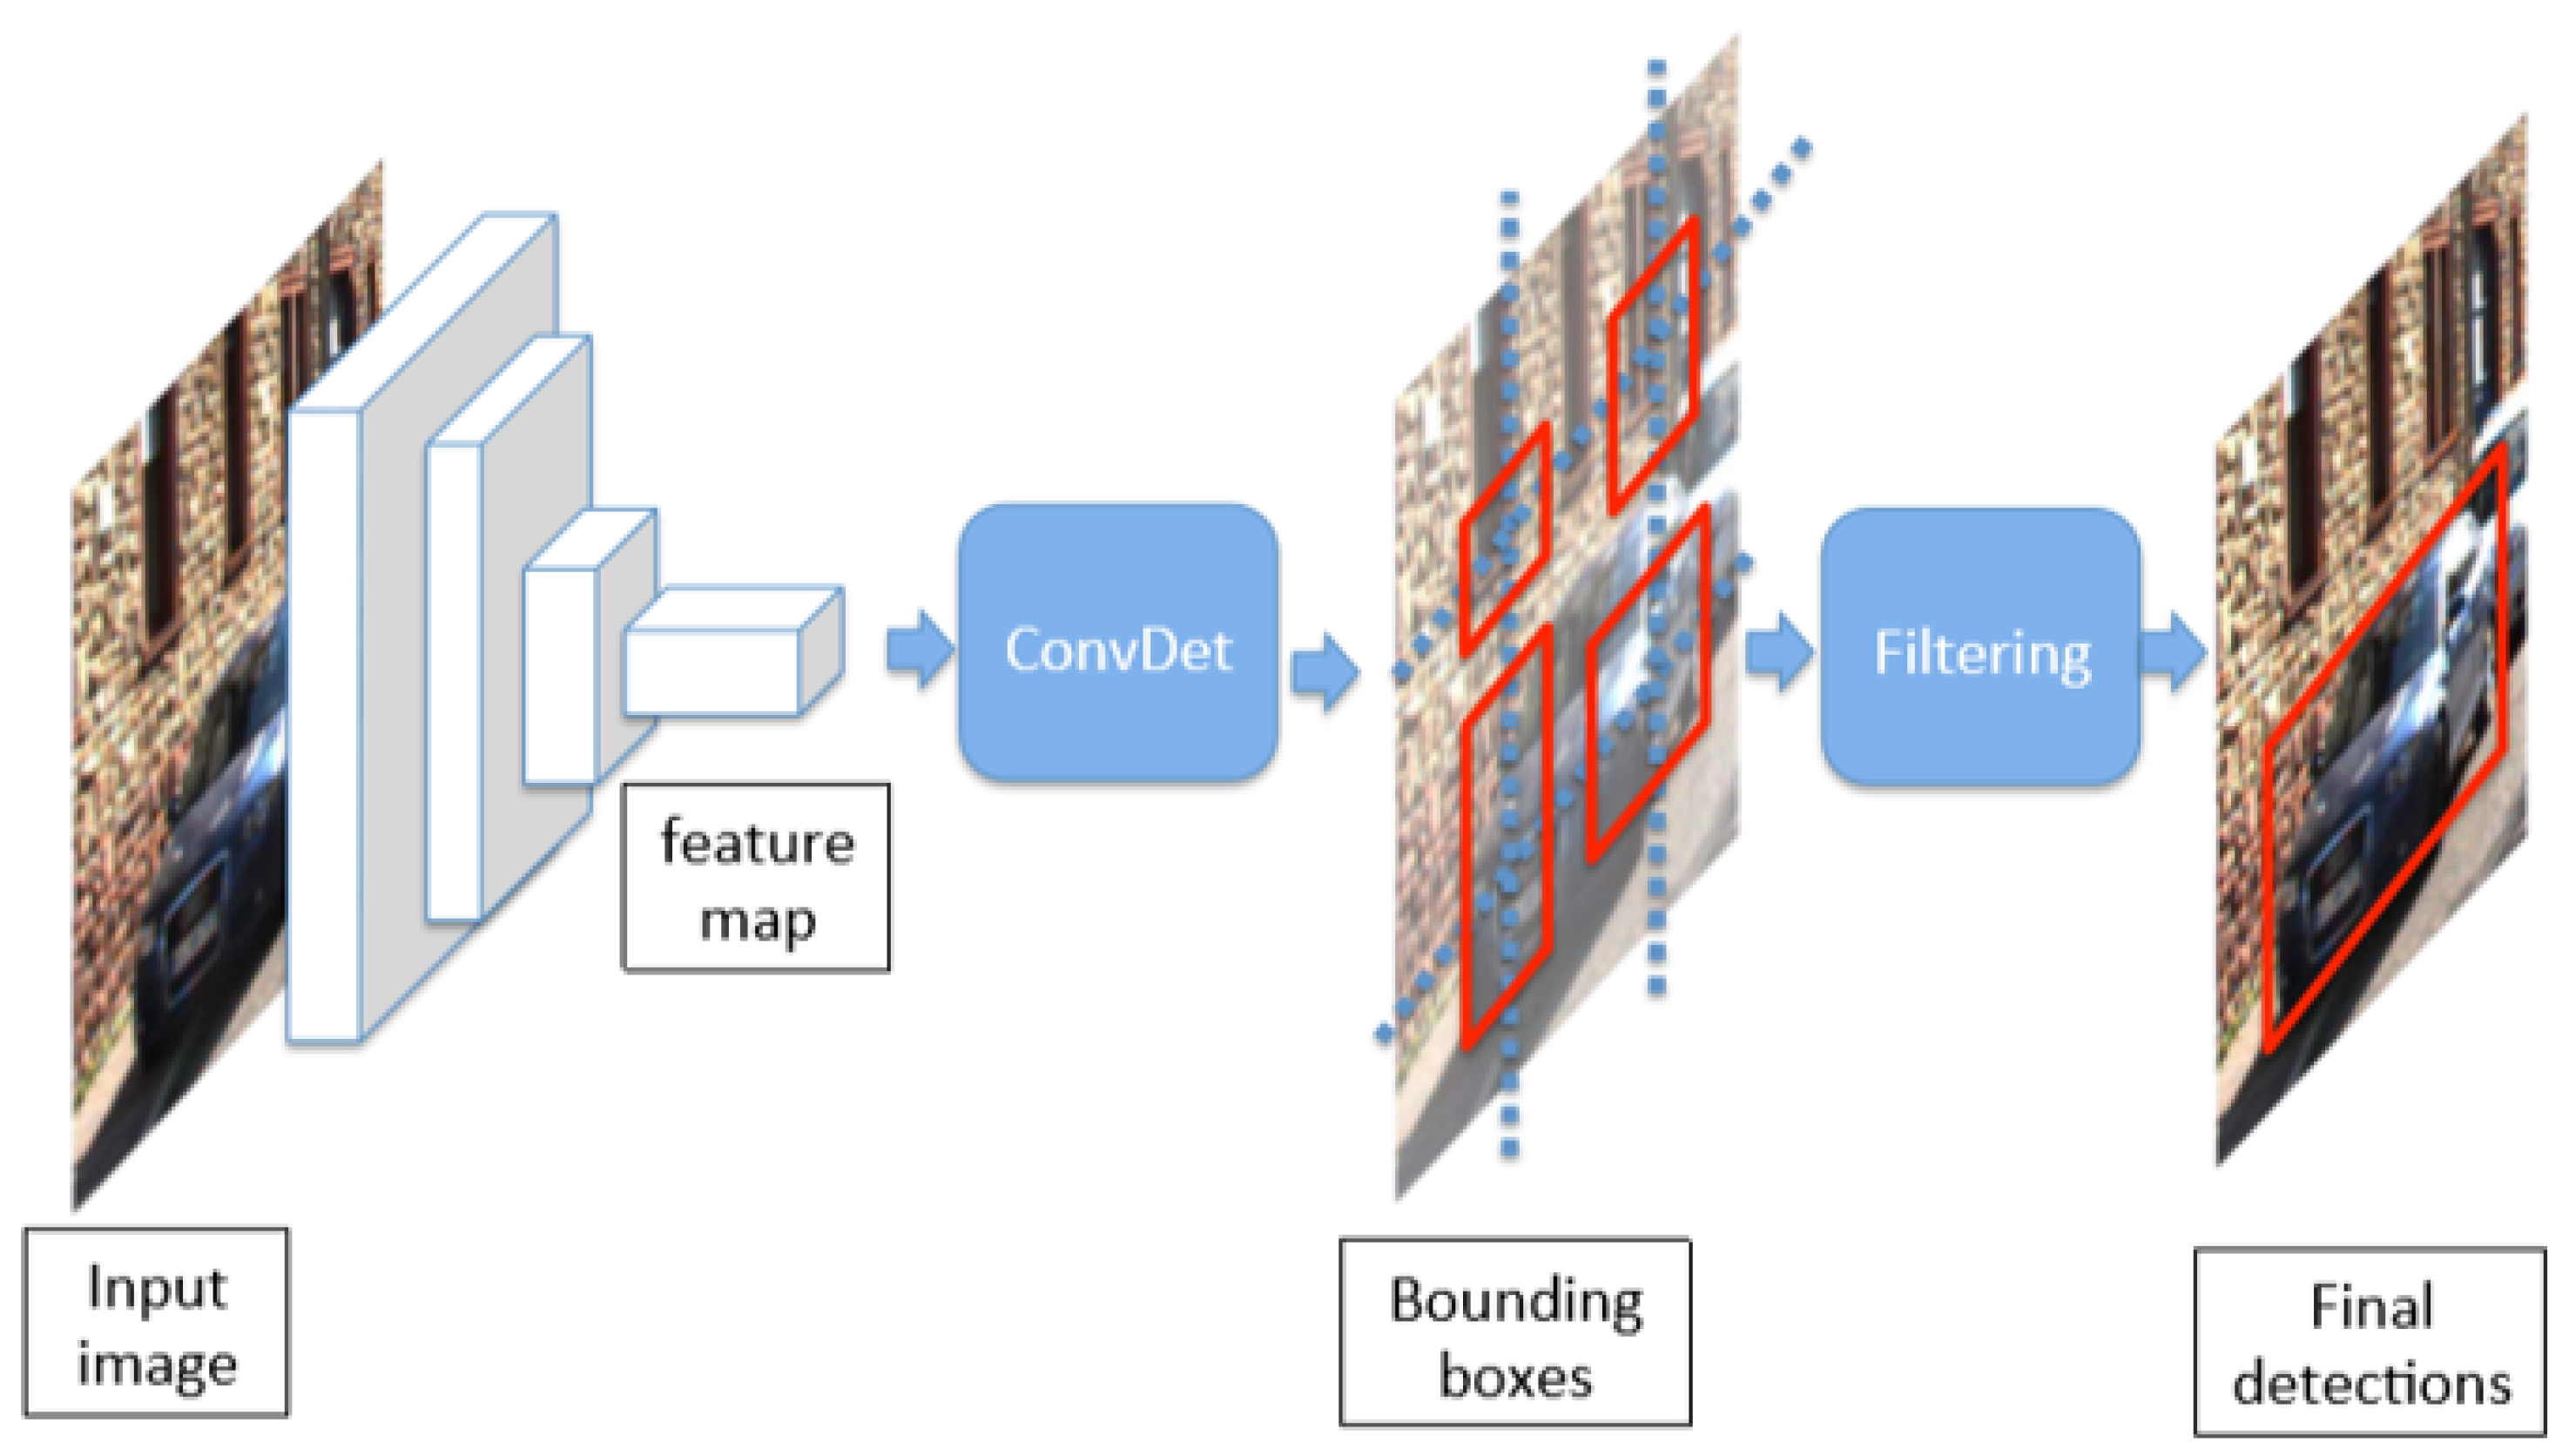 ConvDet
Filtering
feature
map
Input
image
Bounding
boxes
Final
detections